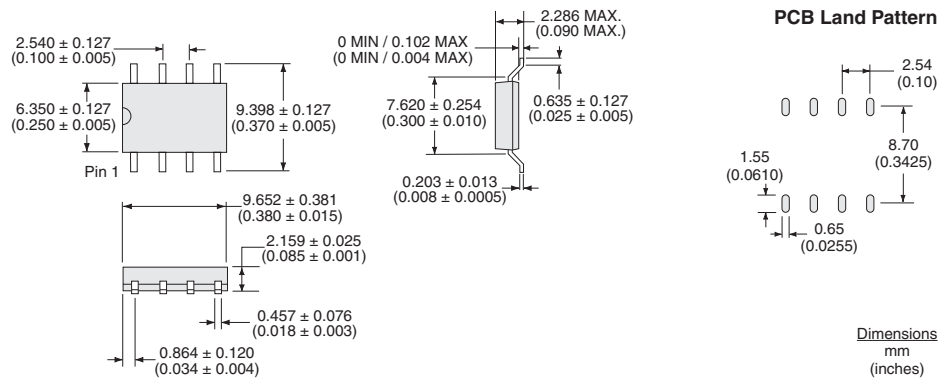 2.540 ± 0.127
(0.100 ± 0.005)
6.350 ± 0.127
(0.250 ± 0.005)
9.398 ± 0.127
(0.370 ± 0.005)
Pin 1
9.652 ± 0.381
(0.380 ± 0.015)
2.159 ± 0.025
(0.085 ± 0.001)
0.457 ± 0.076
(0.018 ± 0.003)
0.864 ± 0.120
(0.034 ± 0.004)
2.286 MAX.
(0.090 MAX.)
0 MIN / 0.102 MAX
(0 MIN / 0.004 MAX)
7.620 ± 0.254
(0.300 ± 0.010)
0.635 ± 0.127
(0.025 ± 0.005)
0.203 ± 0.013
(0.008 ± 0.0005)
PCB Land Pattern
2.54
(0.10)
8.70
(0.3425)
1.55
(0.0610)
0.65
(0.0255)
Dimensions
mm
(inches)